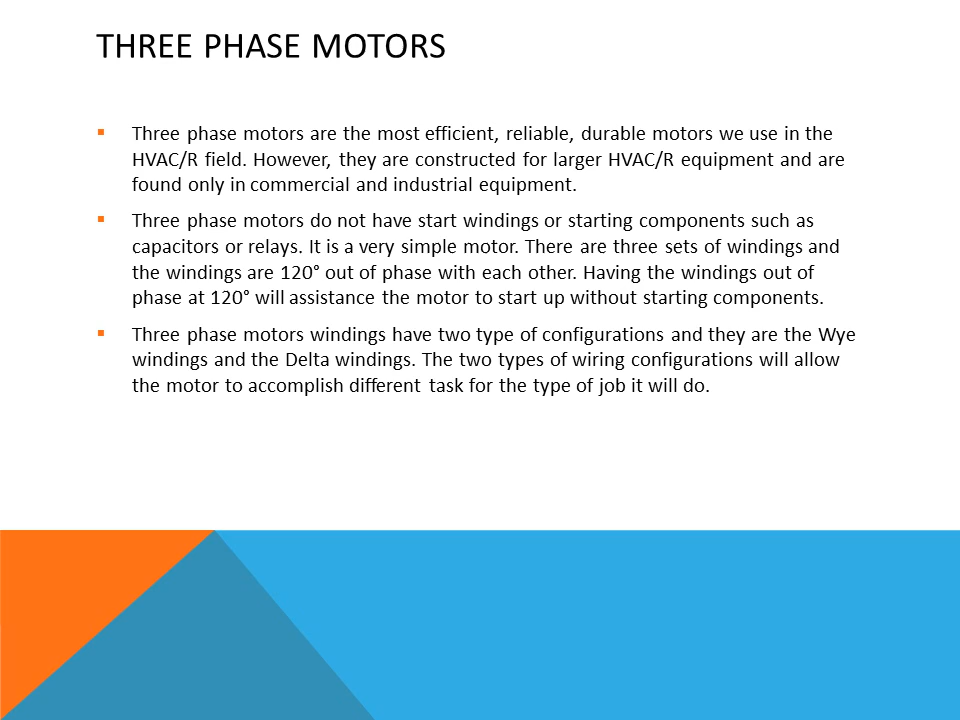 THREE PHASE MOTORS
▪ Three phase motors are the most efficient, reliable, durable motors we use in the
HVAC/R field. However, they are constructed for larger HVAC/R equipment and are
found only in commercial and industrial equipment.
▪ Three phase motors do not have start windings or starting components such as
capacitors or relays. It is a very simple motor. There are three sets of windings and
the windings are 120° out of phase with each other. Having the windings out of
phase at 120° will assistance the motor to start up without starting components.
▪ Three phase motors windings have two type of configurations and they are the Wye
windings and the Delta windings. The two types of wiring configurations will allow
the motor to accomplish different task for the type of job it will do.